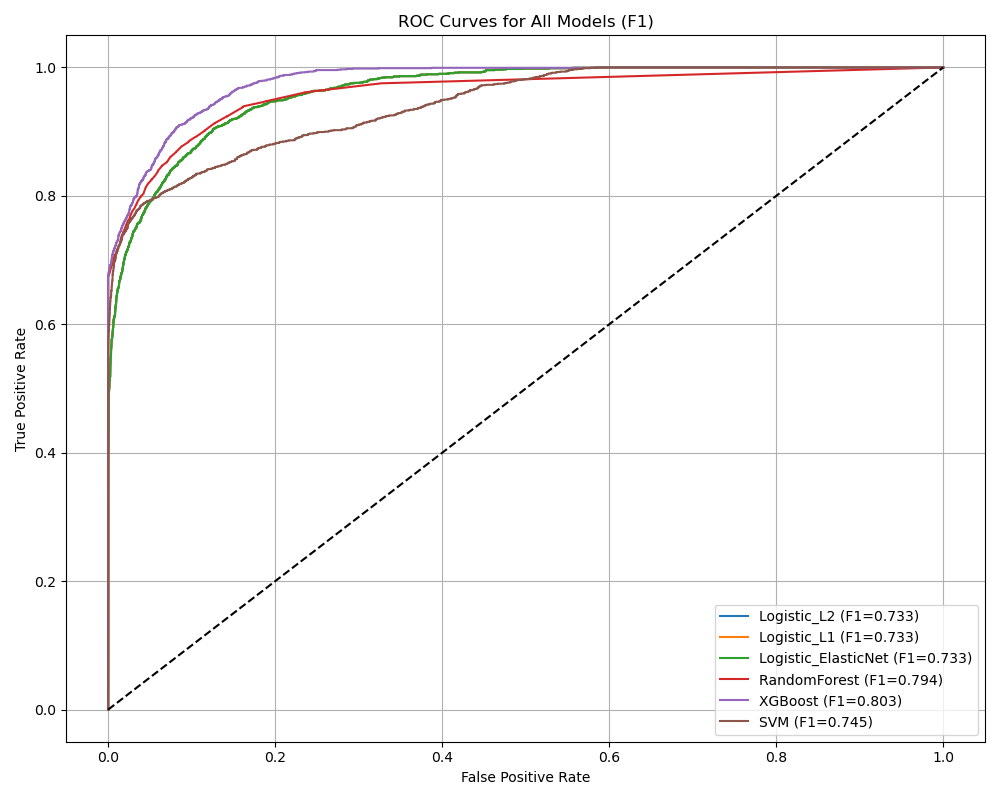 ROC Curves for All Models (F1)
True Positive Rate
1.0
0.8
0.6
0.4
0.2
0.0
Logistic_L2 (F1=0.733)
Logistic_L1 (F1=0.733)
Logistic_ElasticNet (F1=0.733)
RandomForest (F1=0.794)
XGBoost (F1=0.803)
SVM (F1=0.745)
0.0 0.2 0.4 0.6 0.8 1.0
False Positive Rate